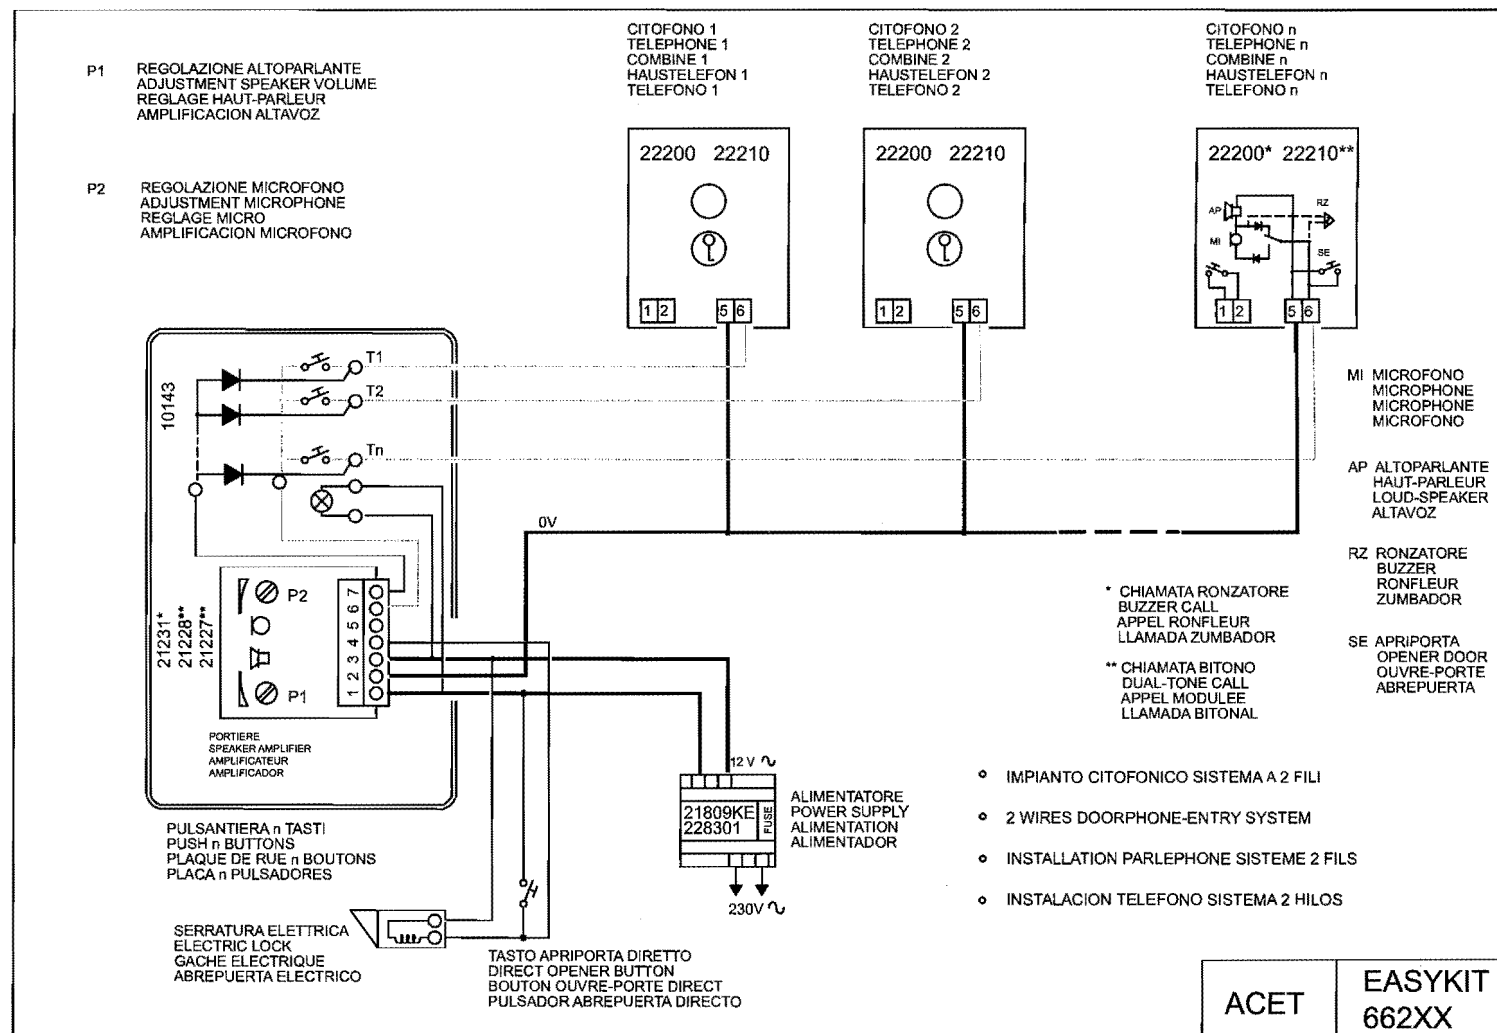 P1 REGOLAZIONE ALTOPARLANTE
ADJUSTMENT SPEAKER VOLUME
REGLAGE HAUT-PARLEUR
AMPLIFICACION ALTAVOZ
P2 REGOLAZIONE MICROFONO
ADJUSTMENT MICROPHONE
REGLAGE MICRO
AMPLIFICACION MICROFONO
CITOFONO 1
TELEPHONE 1
COMBINE 1
HAUSTELEFON 1
TELEFONO 1
CITOFONO 2
TELEPHONE 2
COMBINE 2
HAUSTELEFON 2
TELEFONO 2
CITOFONO n
TELEPHONE n
COMBINE n
HAUSTELEFON n
TELEFONO n
22200 22210
1 2 5 6
22200 22210
1 2 5 6
22200* 22210**
AP
RZ
MI
SE
1 2 5 6
10143
T1
T2
Tn
0V
21231*
21228**
21227**
P2
P1
1 2 3 4 5 6 7
PORTIERE
SPEAKER AMPLIFIER
AMPLIFICATEUR
AMPLIFICADOR
PULSANTIERA n TASTI
PUSH n BUTTONS
PLAQUE DE RUE n BOUTONS
PLACA n PULSADORES
SERRATURA ELETTRICA
ELECTRIC LOCK
GACHE ELECTRIQUE
ABREPUERTA ELECTRICO
TASTO APRIPORTA DIRETTO
DIRECT OPENER BUTTON
BOUTON OUVRE-PORTE DIRECT
PULSADOR ABREPUERTA DIRECTO
12 V ∿
21809KE
228301
FUSE
230V ∿
ALIMENTATORE
POWER SUPPLY
ALIMENTATION
ALIMENTADOR
MI MICROFONO
MICROPHONE
MICROPHONE
MICROFONO
AP ALTOPARLANTE
HAUT-PARLEUR
LOUD-SPEAKER
ALTAVOZ
RZ RONZATORE
BUZZER
RONFLEUR
ZUMBADOR
SE APRIPORTA
OPENER DOOR
OUVRE-PORTE
ABREPUERTA
* CHIAMATA RONZATORE
BUZZER CALL
APPEL RONFLEUR
LLAMADA ZUMBADOR
** CHIAMATA BITONO
DUAL-TONE CALL
APPEL MODULEE
LLAMADA BITONAL
IMPIANTO CITOFONICO SISTEMA A 2 FILI
2 WIRES DOORPHONE-ENTRY SYSTEM
INSTALLATION PARLEPHONE SISTEME 2 FILS
INSTALACION TELEFONO SISTEMA 2 HILOS
ACET
EASYKIT
662XX